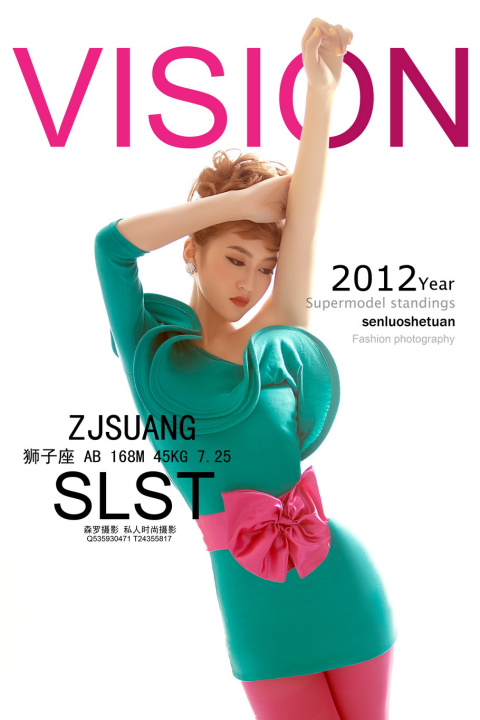 VISION
2012Year
Supermodel standings
senluoshetuan
Fashion photography
ZJSUANG
狮子座 AB 168M 45KG 7.25
SLST
森罗摄影 私人时尚摄影
Q535930471 T24355817